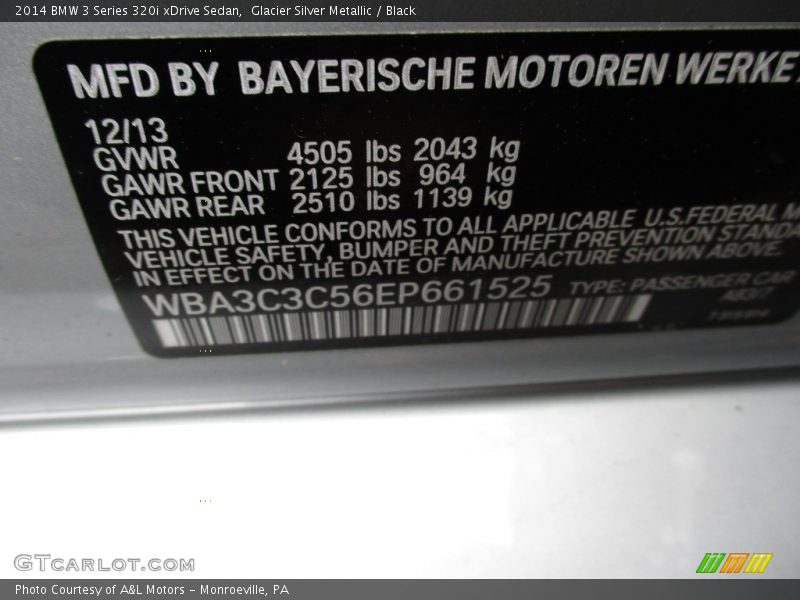 2014 BMW 3 Series 320i xDrive Sedan,  Glacier Silver Metallic / Black
MFD BY BAYERISCHE MOTOREN WERKE
12/13
GVWR 4505 lbs 2043 kg
GAWR FRONT 2125 lbs 964 kg
GAWR REAR 2510 lbs 1139 kg
THIS VEHICLE CONFORMS TO ALL APPLICABLE U.S.FEDERAL M
VEHICLE SAFETY, BUMPER AND THEFT PREVENTION STANDA
IN EFFECT ON THE DATE OF MANUFACTURE SHOWN ABOVE.
WBA3C3C56EP661525 TYPE: PASSENGER CAR
GTCARLOT.COM
Photo Courtesy of A&L Motors – Monroeville, PA